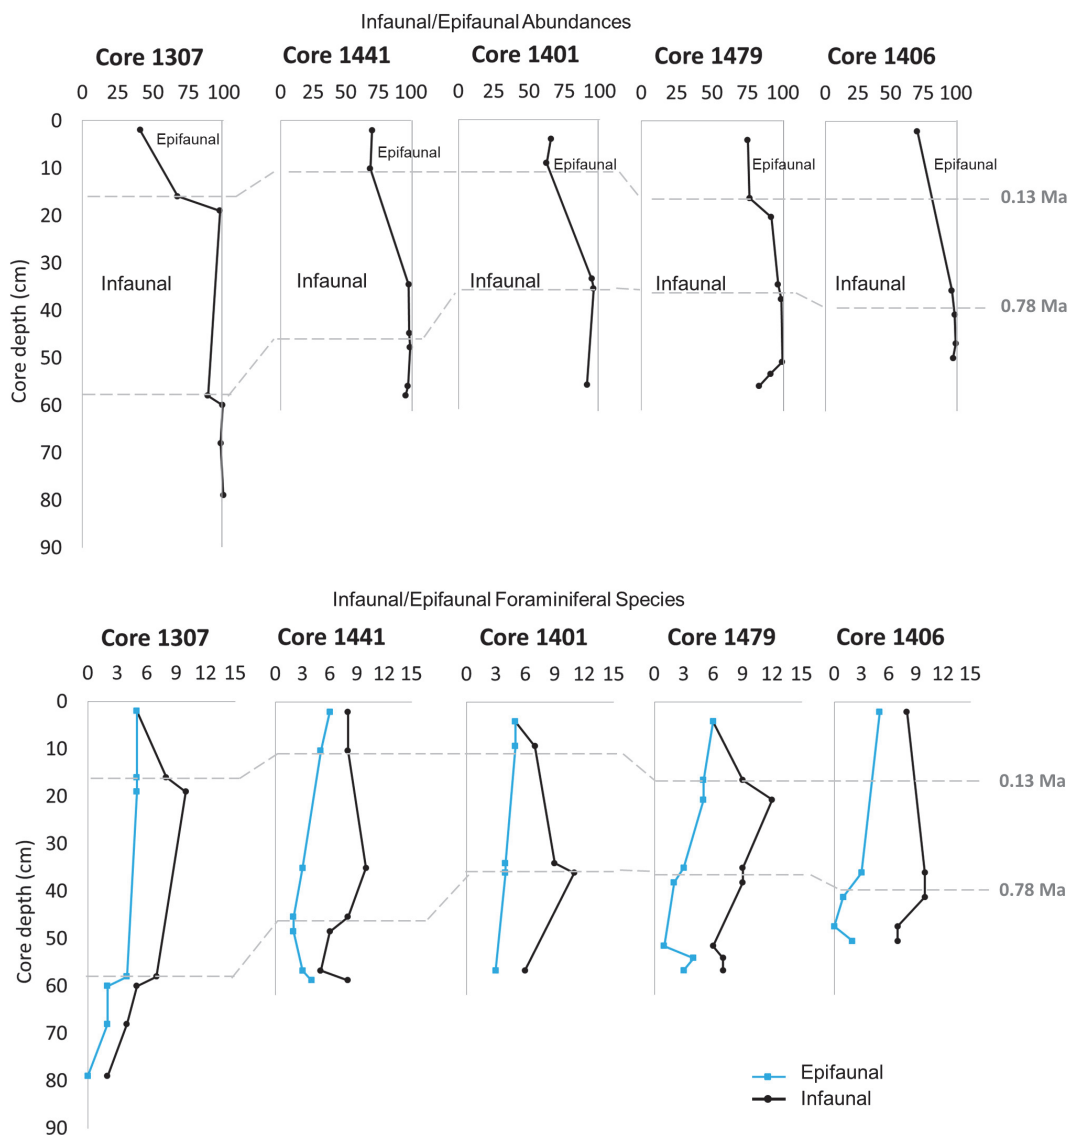 Infaunal/Epifaunal Abundances
Core 1307 Core 1441 Core 1401 Core 1479 Core 1406
0 25 50 75 100 0 25 50 75 100 0 25 50 75 100 0 25 50 75 100 0 25 50 75 100
0
Epifaunal Epifaunal Epifaunal Epifaunal Epifaunal
10
20
0.13 Ma
30
Infaunal Infaunal Infaunal Infaunal Infaunal
40
0.78 Ma
50
60
70
80
90
Core depth (cm)
Infaunal/Epifaunal Foraminiferal Species
Core 1307 Core 1441 Core 1401 Core 1479 Core 1406
0 3 6 9 12 15 0 3 6 9 12 15 0 3 6 9 12 15 0 3 6 9 12 15 0 3 6 9 12 15
0
10
0.13 Ma
20
30
40
0.78 Ma
50
60
70
80
90
Core depth (cm)
Epifaunal
Infaunal